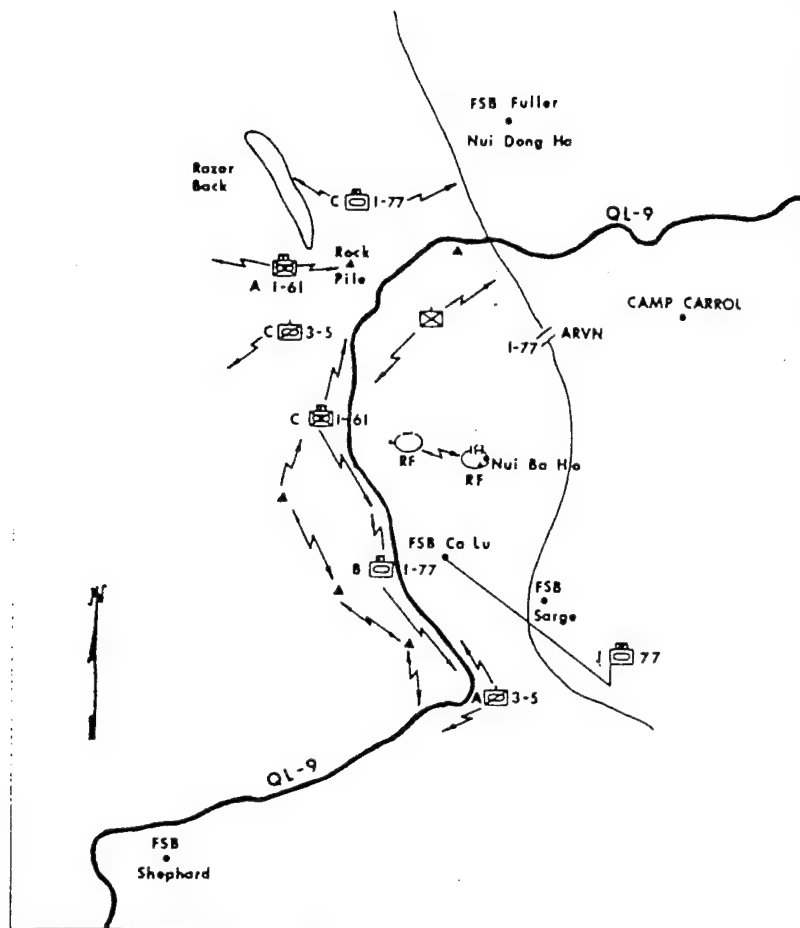 FSB Fuller
Nui Dong Ha
Razor
Back
C 1-77
QL-9
Rock
Pile
A 1-61
CAMP CARROL
C 3-5
1-77
ARVN
C 1-61
RF
RF
Nui Ba Ho
FSB Ca Lu
B 1-77
FSB
Sarge
1 77
A 3-5
N
QL-9
FSB
Shephard